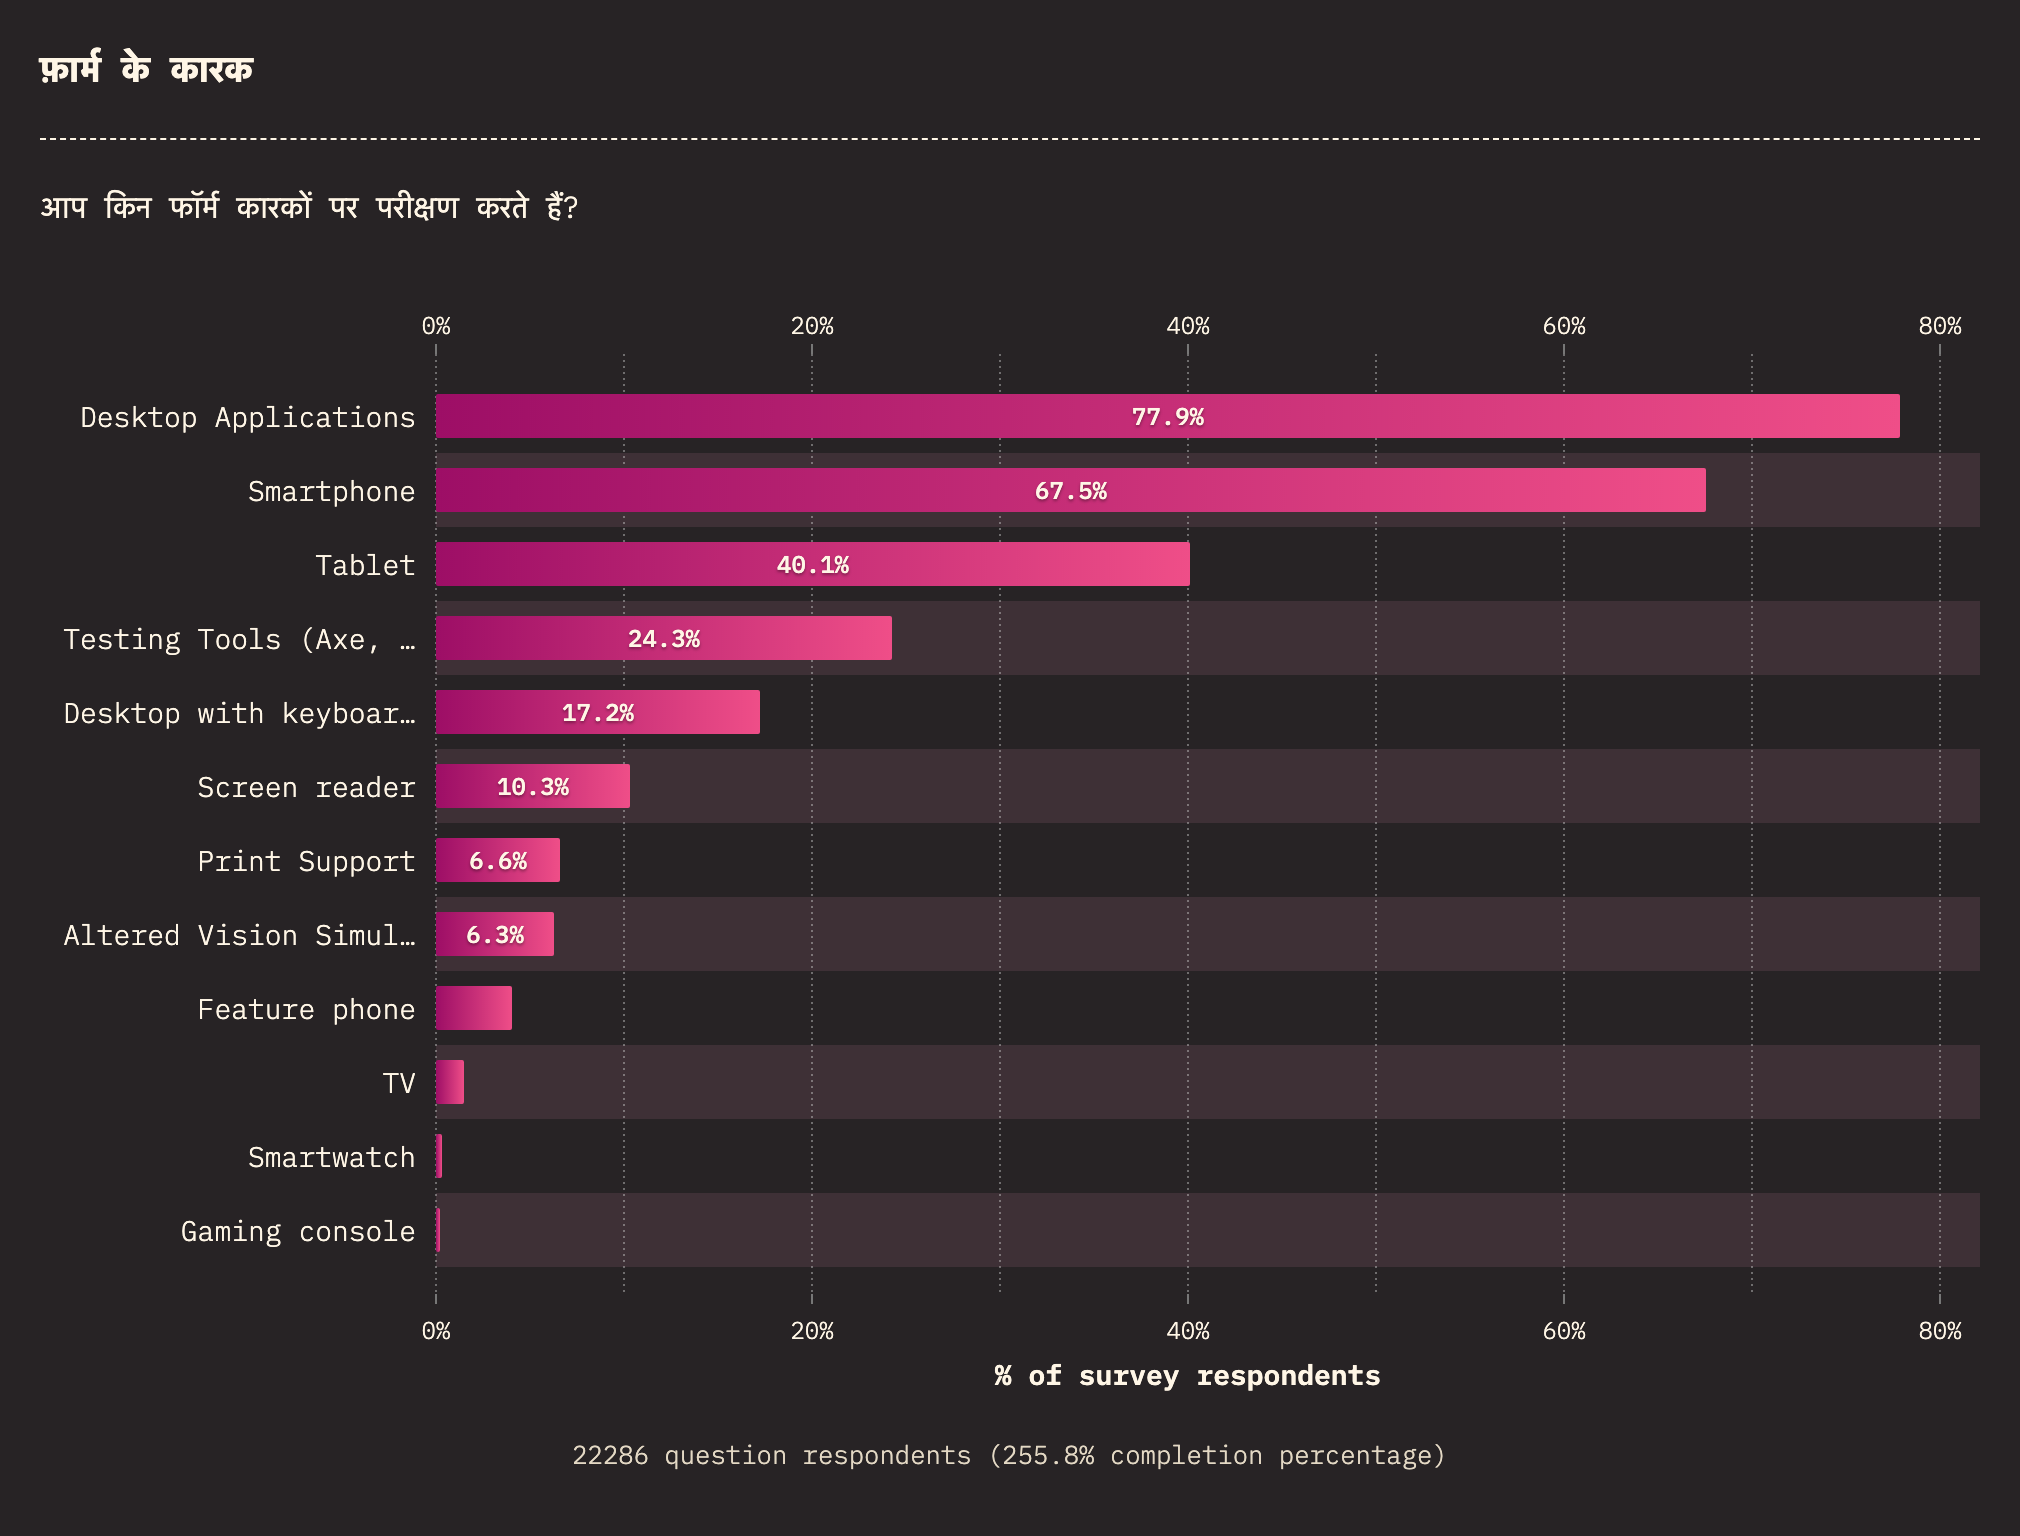 फ़ार्म के कारक
आप किन फॉर्म कारकों पर परीक्षण करते हैं?
0% 20% 40% 60% 80%
Desktop Applications 77.9%
Smartphone 67.5%
Tablet 40.1%
Testing Tools (Axe, … 24.3%
Desktop with keyboar… 17.2%
Screen reader 10.3%
Print Support 6.6%
Altered Vision Simul… 6.3%
Feature phone
TV
Smartwatch
Gaming console
0% 20% 40% 60% 80%
% of survey respondents
22286 question respondents (255.8% completion percentage)